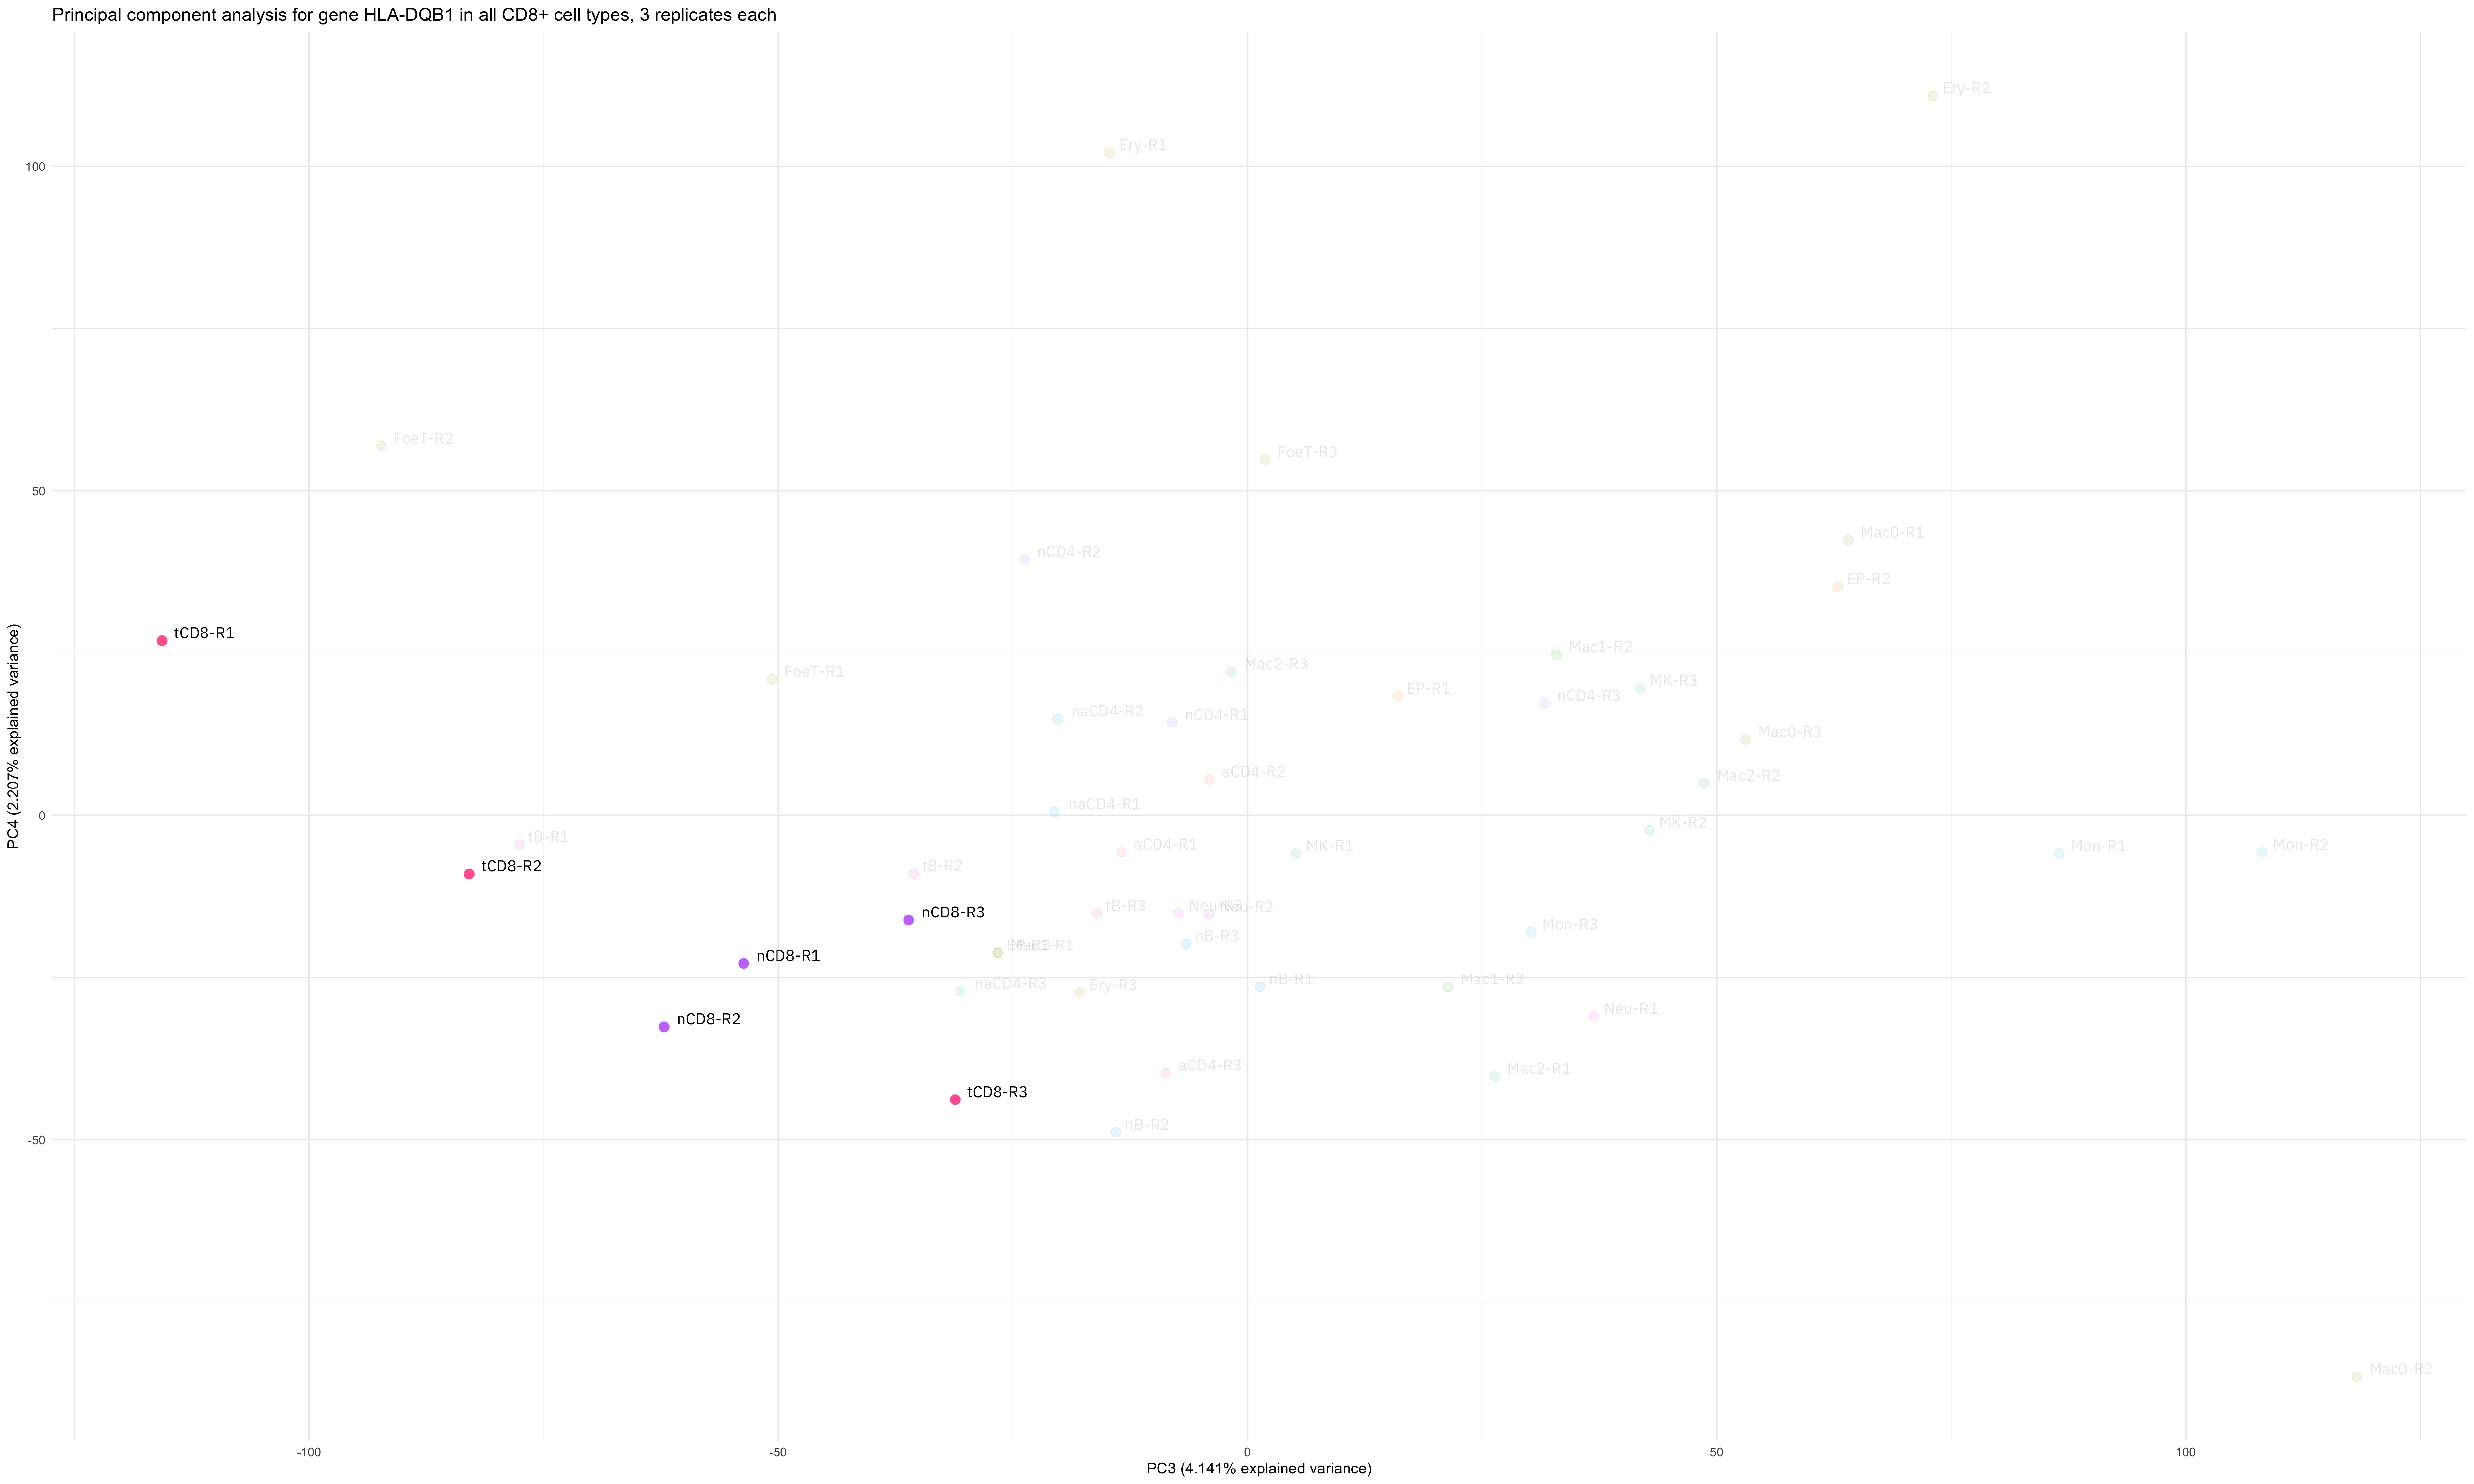 Principal component analysis for gene HLA-DQB1 in all CD8+ cell types, 3 replicates each
Ery-R2
Ery-R1
100
FoeT-R2
FoeT-R3
50
nCD4-R2
Mac0-R1
EP-R2
tCD8-R1
Mac1-R2
Mac2-R3
FoeT-R1
MK-R3
EP-R1
nCD4-R3
naCD4-R2
nCD4-R1
Mac0-R3
aCD4-R2
Mac2-R2
naCD4-R1
0
MK-R2
tB-R1
aCD4-R1
MK-R1
Mon-R1
Mon-R2
tCD8-R2
tB-R2
nCD8-R3
tB-R3
Neu-R3
Neu-R2
Mon-R3
nB-R3
EP-R3
Mac1-R1
nCD8-R1
naCD4-R3
Ery-R3
nB-R1
Mac1-R3
nCD8-R2
Neu-R1
aCD4-R3
Mac2-R1
tCD8-R3
nB-R2
-50
Mac0-R2
-100
-50
0
50
100
PC3 (4.141% explained variance)
PC4 (2.207% explained variance)